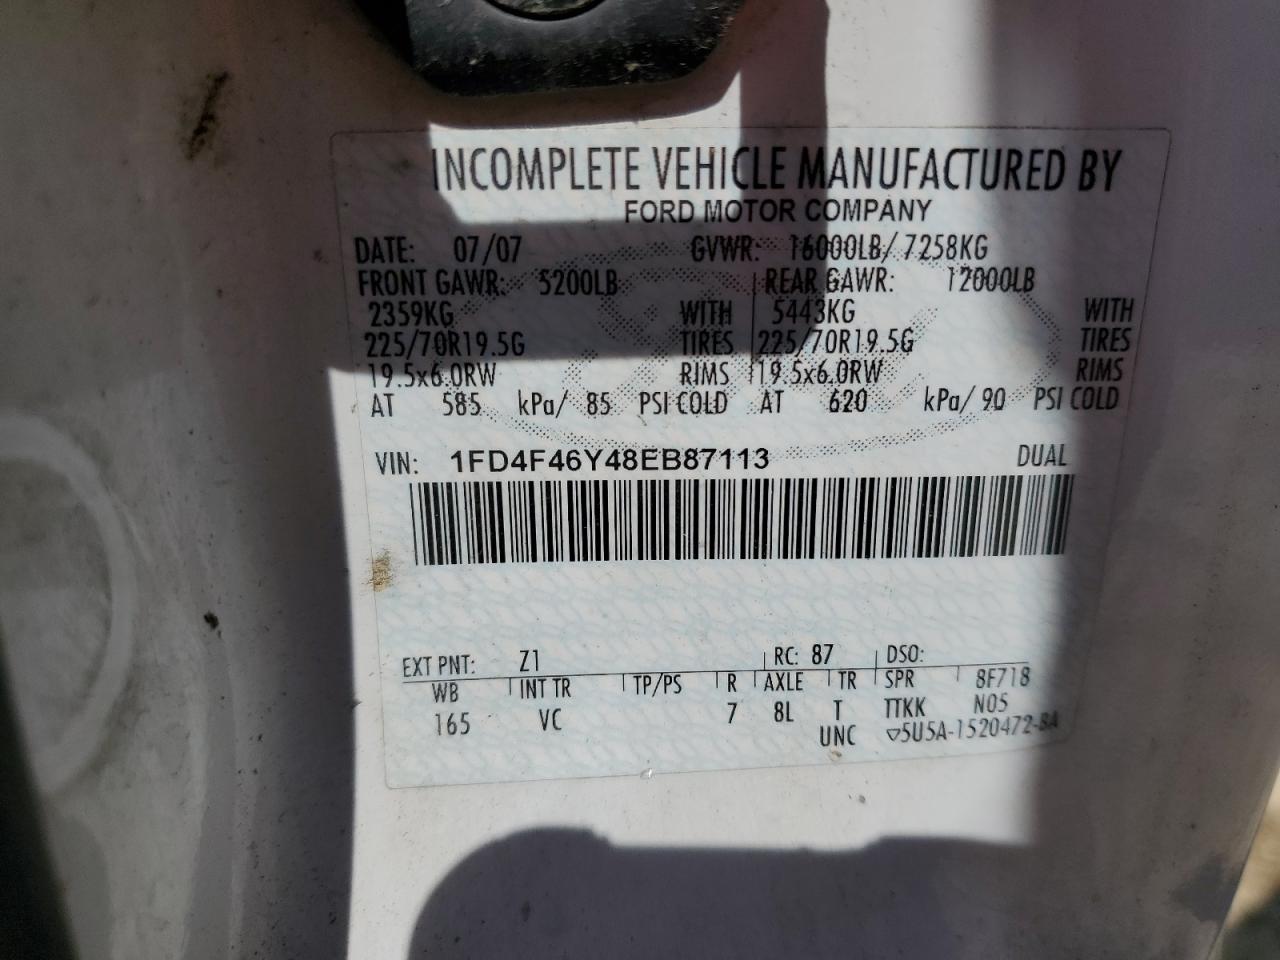 INCOMPLETE VEHICLE MANUFACTURED BY
FORD MOTOR COMPANY
DATE: 07/07 GVWR: 16000LB/ 7258KG
FRONT GAWR: 5200LB REAR GAWR: 12000LB
2359KG WITH 5443KG WITH
225/70R19.5G TIRES 225/70R19.5G TIRES
19.5x6.0RW RIMS 19.5x6.0RW RIMS
AT 585 kPa/ 85 PSI COLD AT 620 kPa/ 90 PSI COLD
VIN: 1FD4F46Y48EB87113 DUAL
EXT PNT: Z1 RC: 87 DSO:
WB INT TR TP/PS R AXLE TR SPR 8F718
165 VC 7 8L T TTKK N05
UNC ▽5U5A-1520472-BA